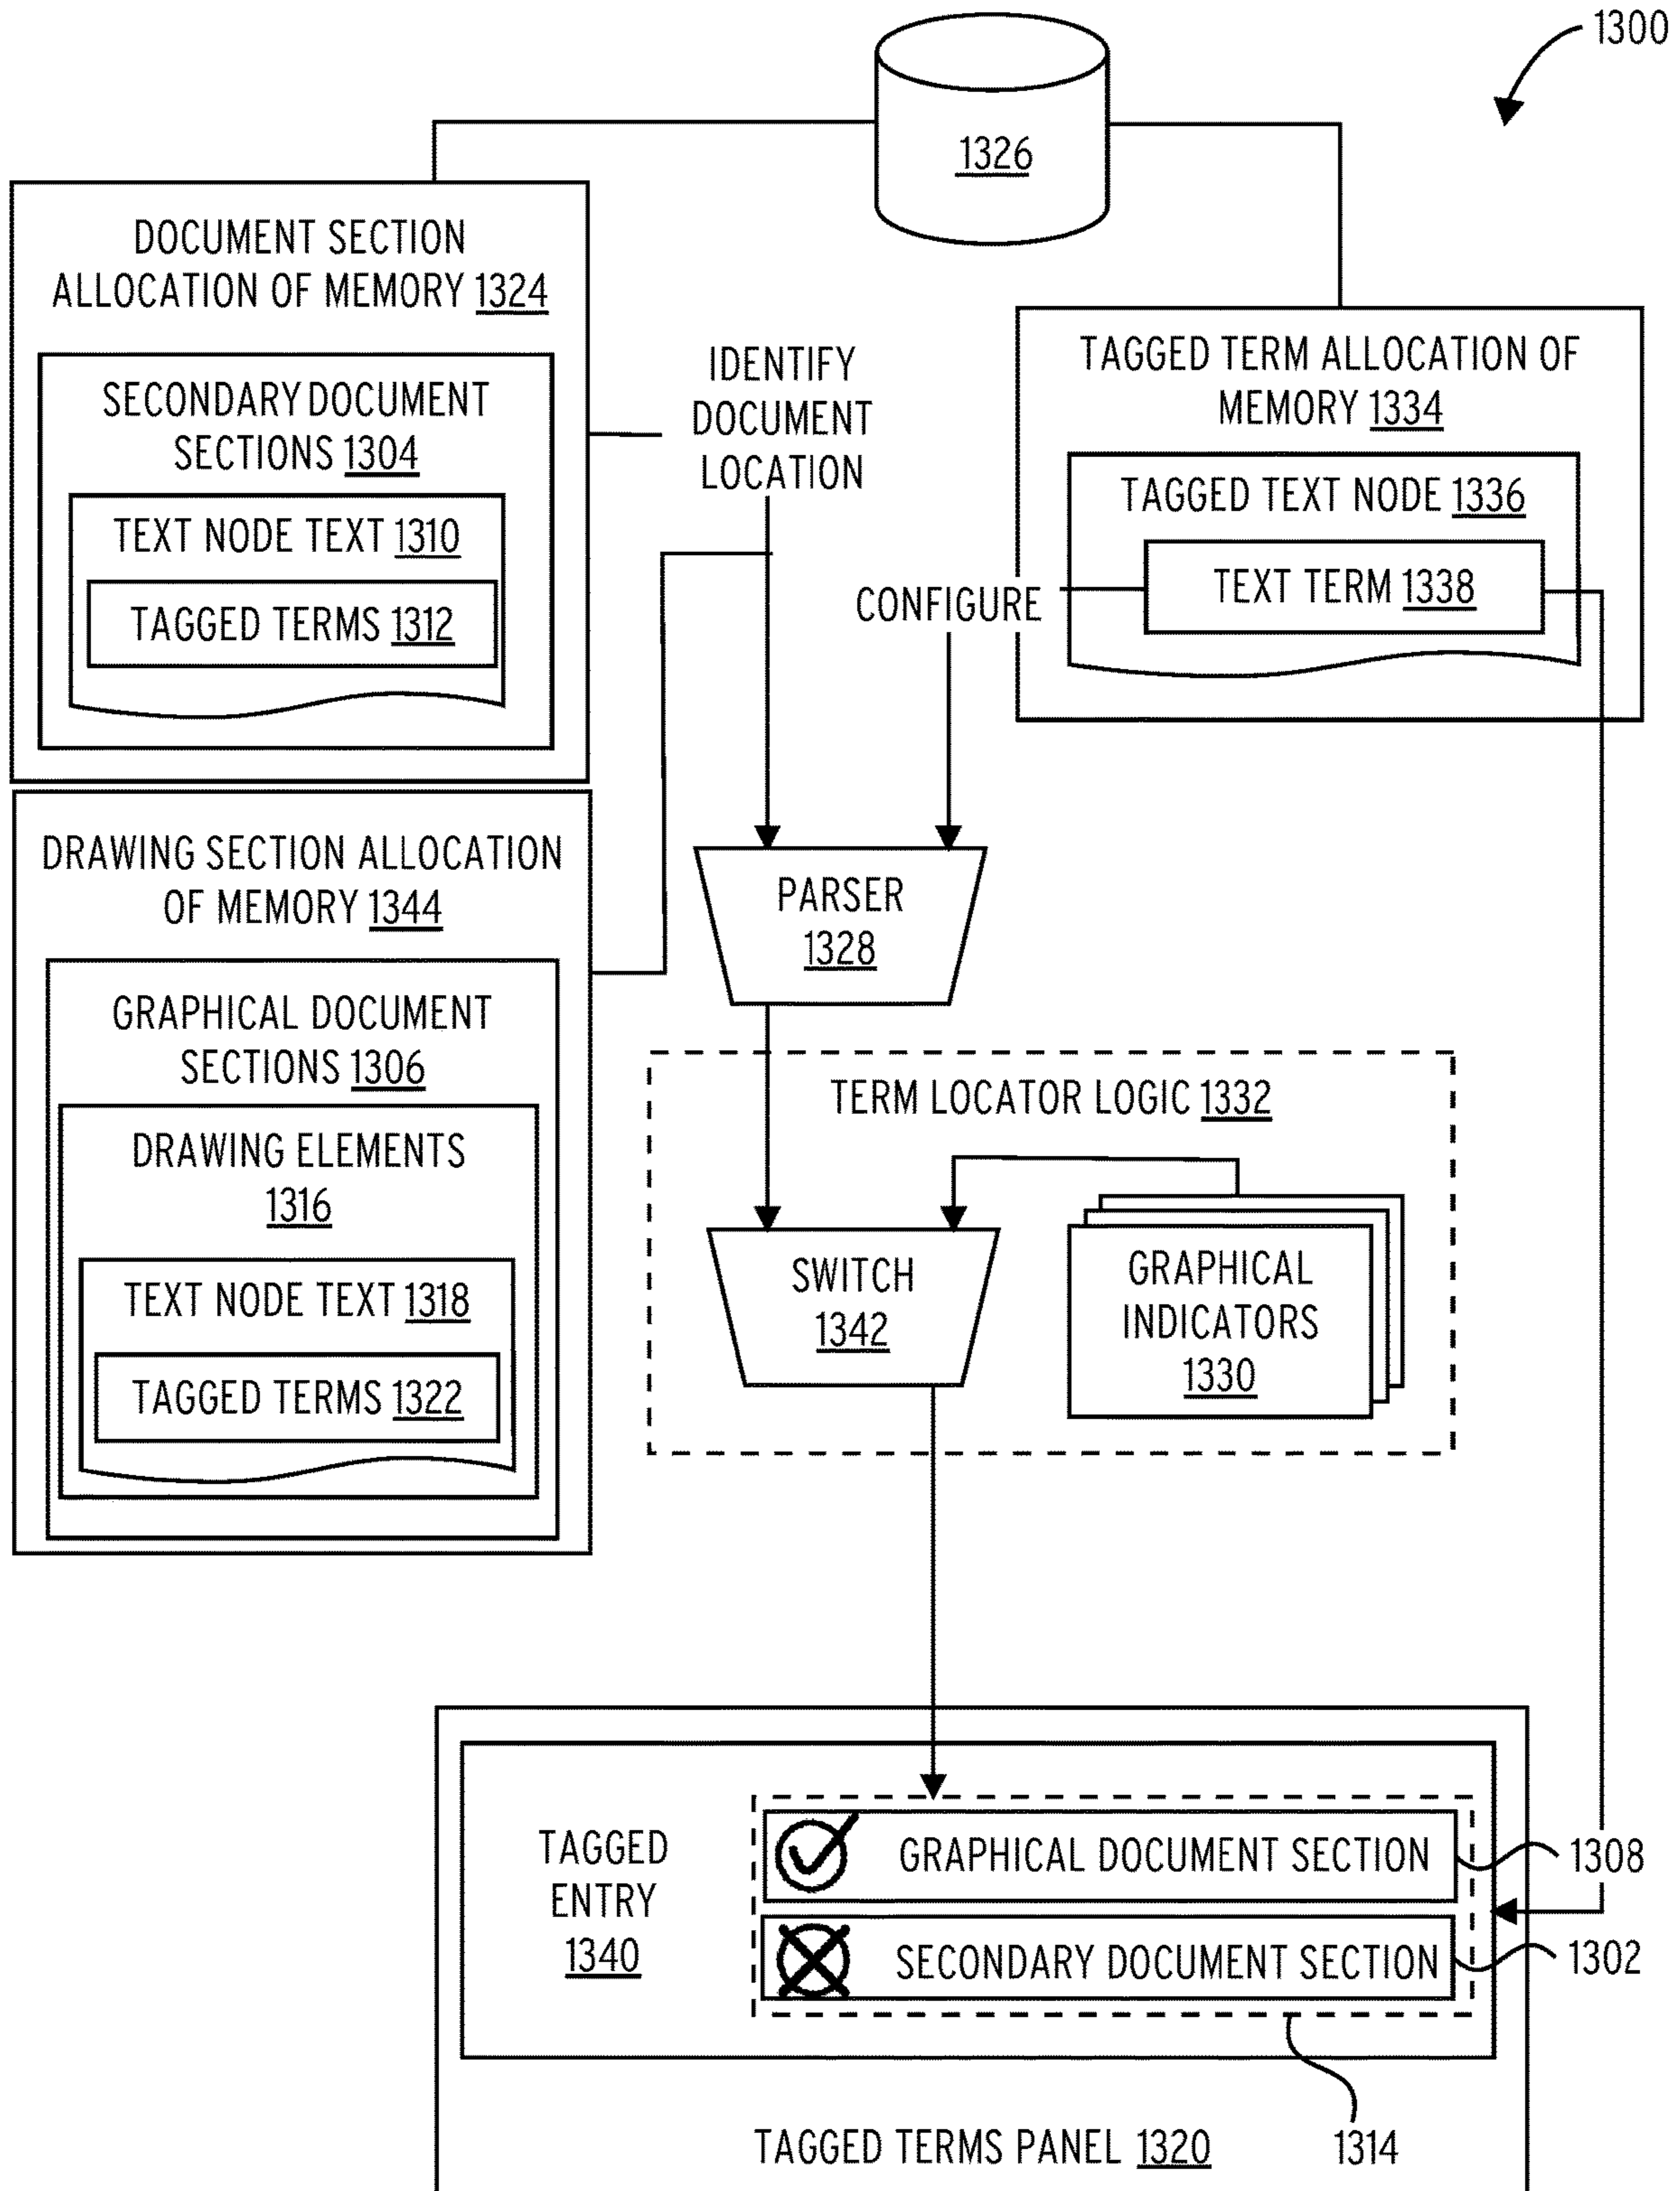 1300
1326
DOCUMENT SECTION
ALLOCATION OF MEMORY 1324
SECONDARY DOCUMENT
SECTIONS 1304
TEXT NODE TEXT 1310
TAGGED TERMS 1312
IDENTIFY
DOCUMENT
LOCATION
TAGGED TERM ALLOCATION OF
MEMORY 1334
TAGGED TEXT NODE 1336
TEXT TERM 1338
CONFIGURE
DRAWING SECTION ALLOCATION
OF MEMORY 1344
GRAPHICAL DOCUMENT
SECTIONS 1306
DRAWING ELEMENTS
1316
TEXT NODE TEXT 1318
TAGGED TERMS 1322
PARSER
1328
TERM LOCATOR LOGIC 1332
SWITCH
1342
GRAPHICAL
INDICATORS
1330
TAGGED
ENTRY
1340
GRAPHICAL DOCUMENT SECTION
1308
SECONDARY DOCUMENT SECTION
1302
TAGGED TERMS PANEL 1320
1314